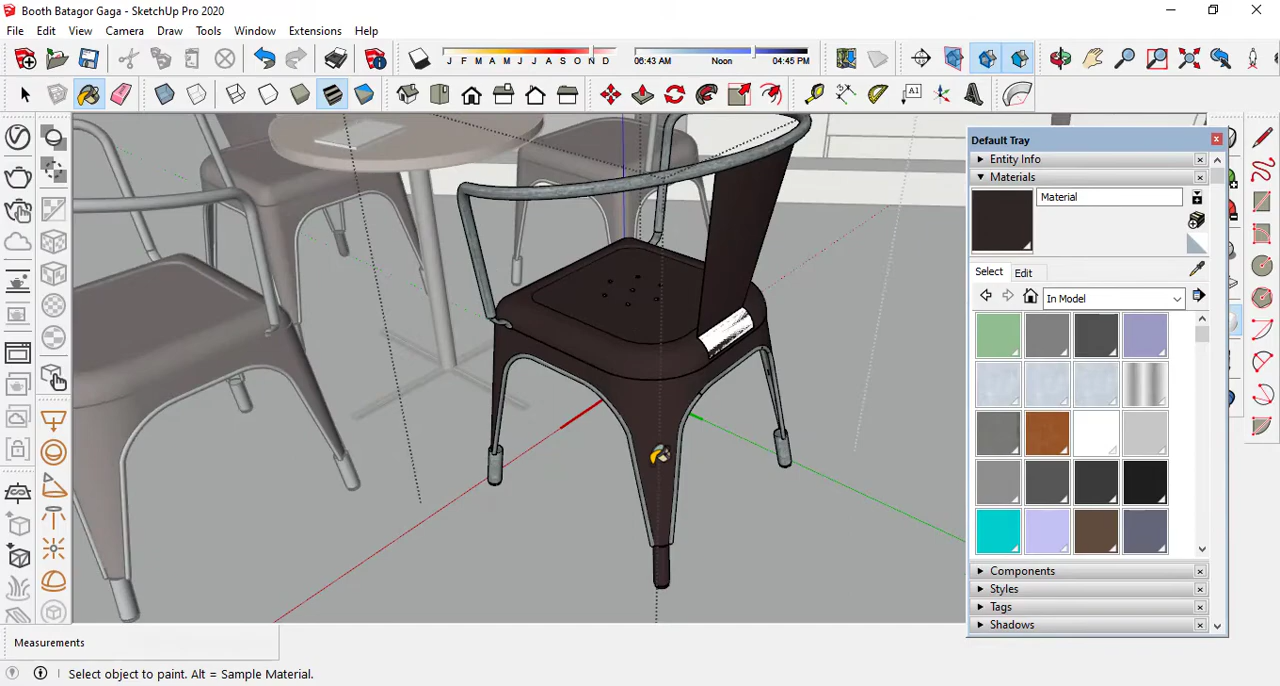 Booth Batagor Gaga - SketchUp Pro 2020
File Edit View Camera Draw Tools Window Extensions Help
J F M A M J J A S O N D 06:43 AM Noon 04:45 PM
A1
Default Tray
Entity Info
Materials
Material
Select Edit
In Model
Components
Styles
Tags
Shadows
Measurements
Select object to paint. Alt = Sample Material.